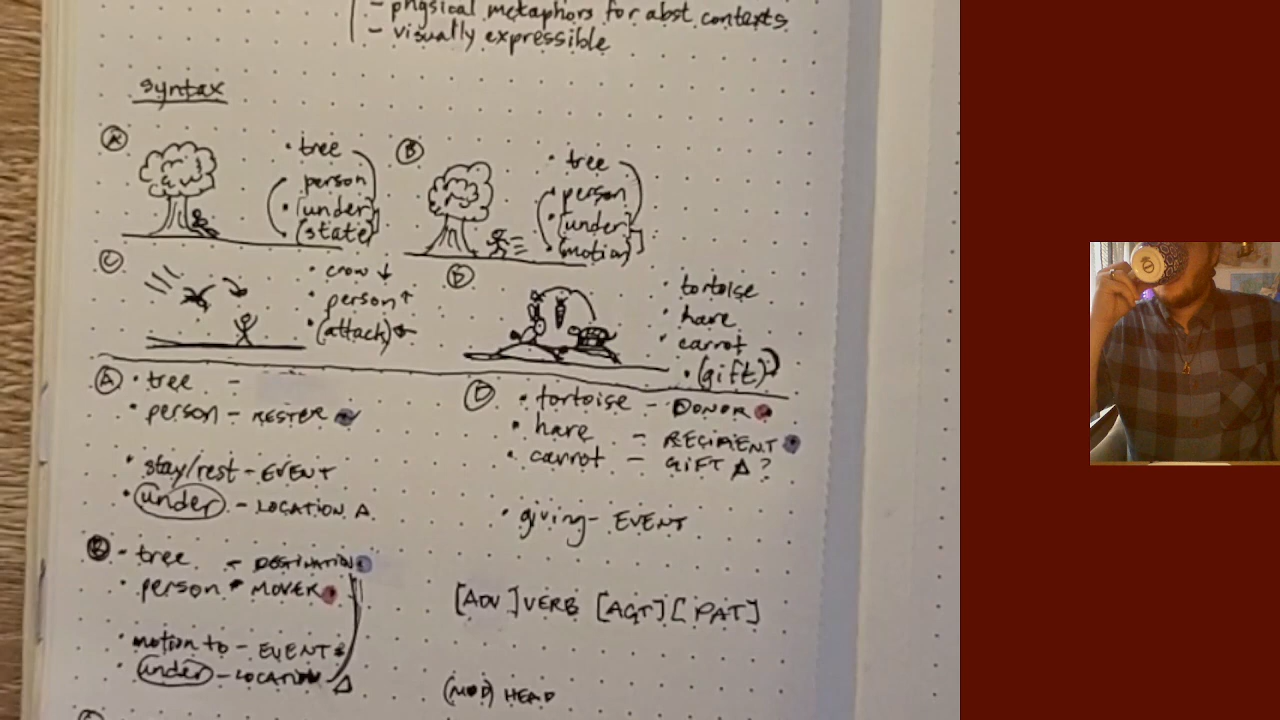 - physical metaphors for abst contexts
- visually expressible
syntax
A
• tree
person
• (under)
(state)
B
• tree
• person
• (under)
• (motion)
C
• crow ↓
• person ↑
• (attack)
D
• tortoise
• hare
• carrot
• (gift)
A • tree -
• person - RESTER
• stay/rest - EVENT
• under - LOCATION
D • tortoise - DONOR
• hare - RECIPIENT
• carrot - GIFT Δ?
• giving - EVENT
B - tree - DESTINATION
• person - MOVER
• motion to - EVENT
• under - LOCATION Δ
[ADV] VERB [AGT] [PAT]
(MOD) HEAD